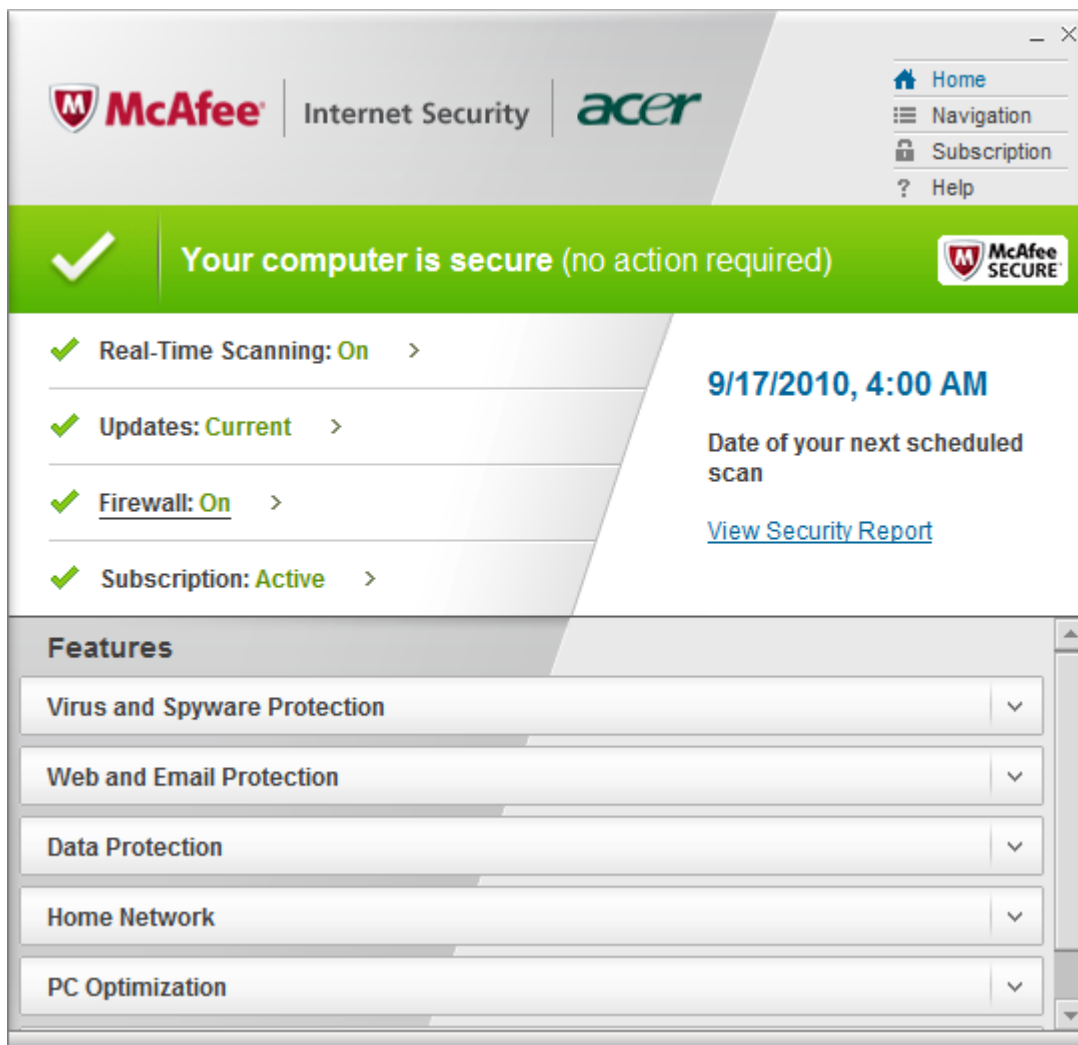 McAfee | Internet Security | acer
Home
Navigation
Subscription
? Help
Your computer is secure (no action required)
McAfee
SECURE
Real-Time Scanning: On >
Updates: Current >
Firewall: On >
Subscription: Active >
9/17/2010, 4:00 AM
Date of your next scheduled
scan
View Security Report
Features
Virus and Spyware Protection
Web and Email Protection
Data Protection
Home Network
PC Optimization